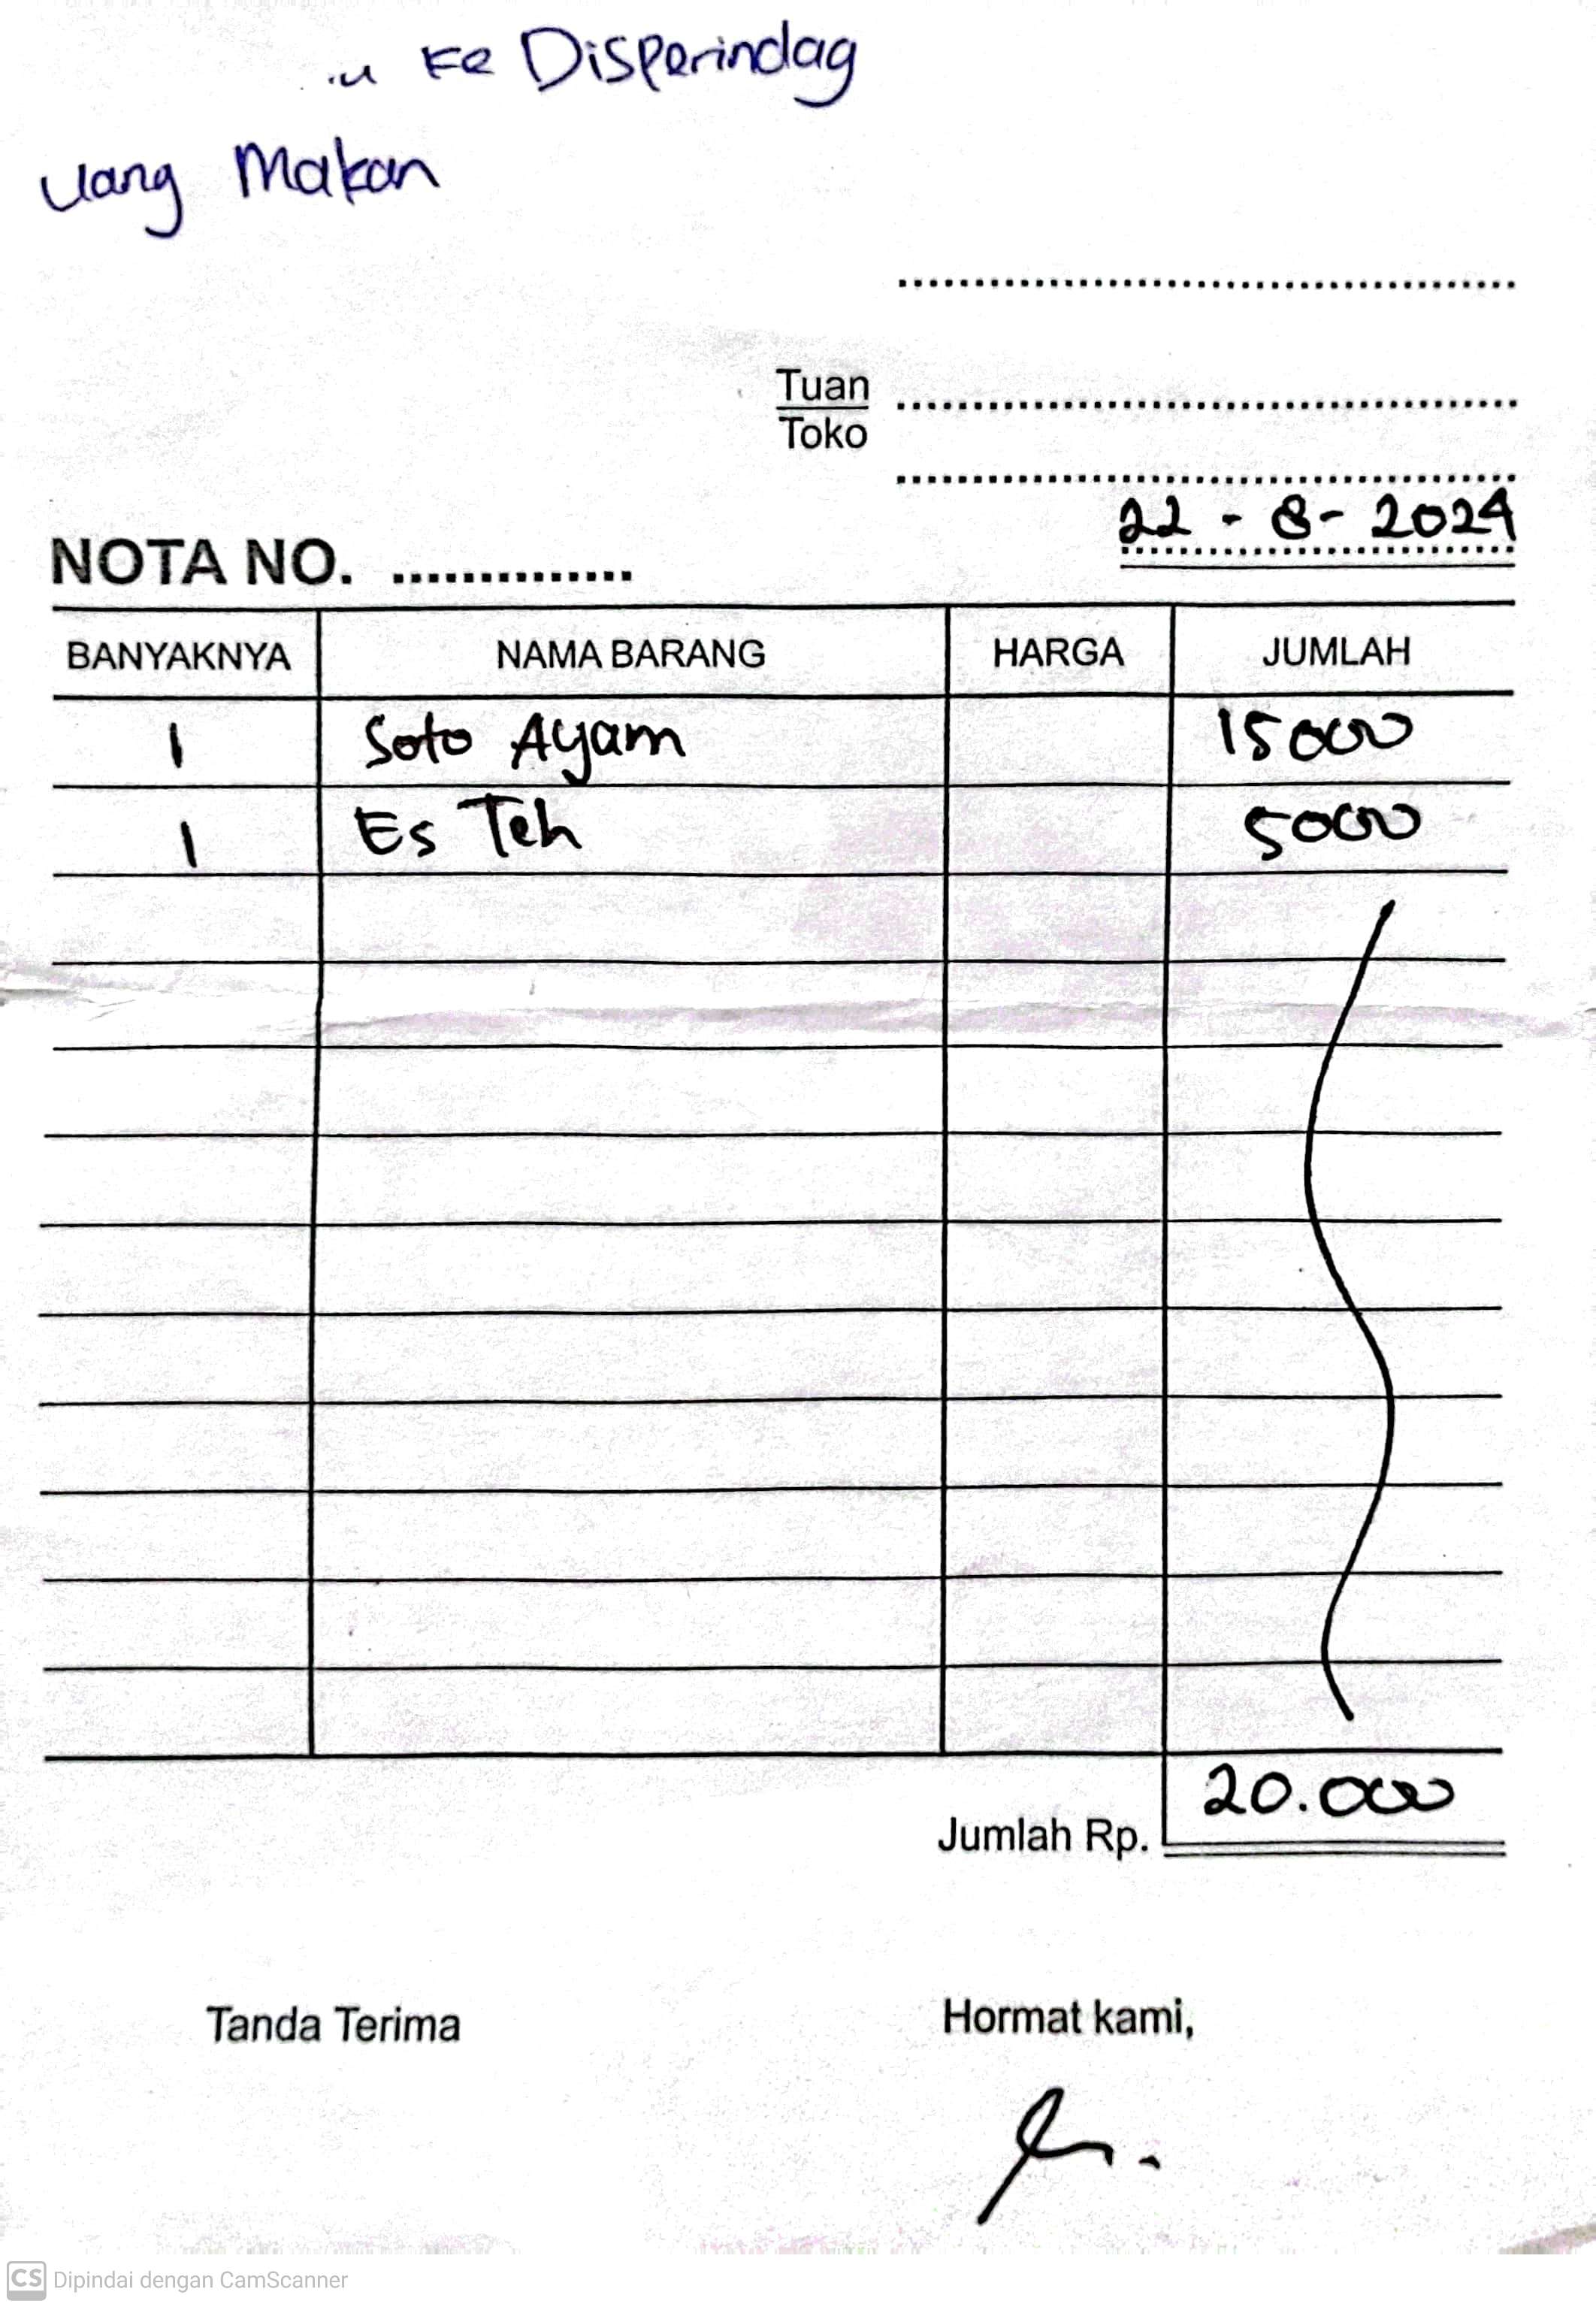 ke Disperindag
Uang Makan
Tuan
Toko
22 - 8 - 2024
NOTA NO. ..............
BANYAKNYA NAMA BARANG HARGA JUMLAH
1 Soto Ayam 15000
1 Es Teh 5000
Jumlah Rp. 20.000
Tanda Terima Hormat kami,
CS Dipindai dengan CamScanner